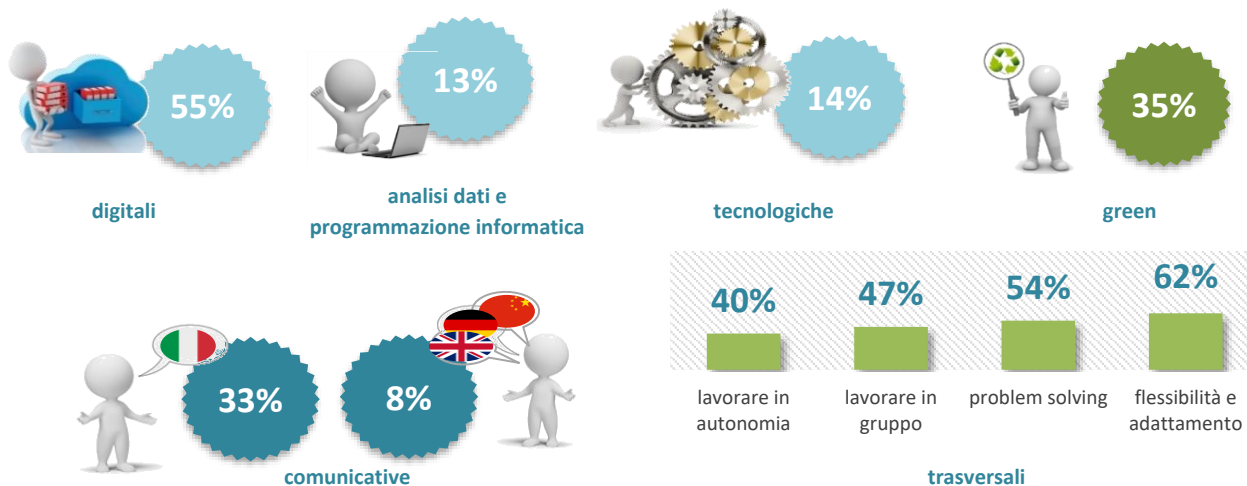 55%
13%
14%
35%
digitali
analisi dati e
programmazione informatica
tecnologiche
green
33%
8%
comunicative
40%
47%
54%
62%
lavorare in
autonomia
lavorare in
gruppo
problem solving
flessibilità e
adattamento
trasversali